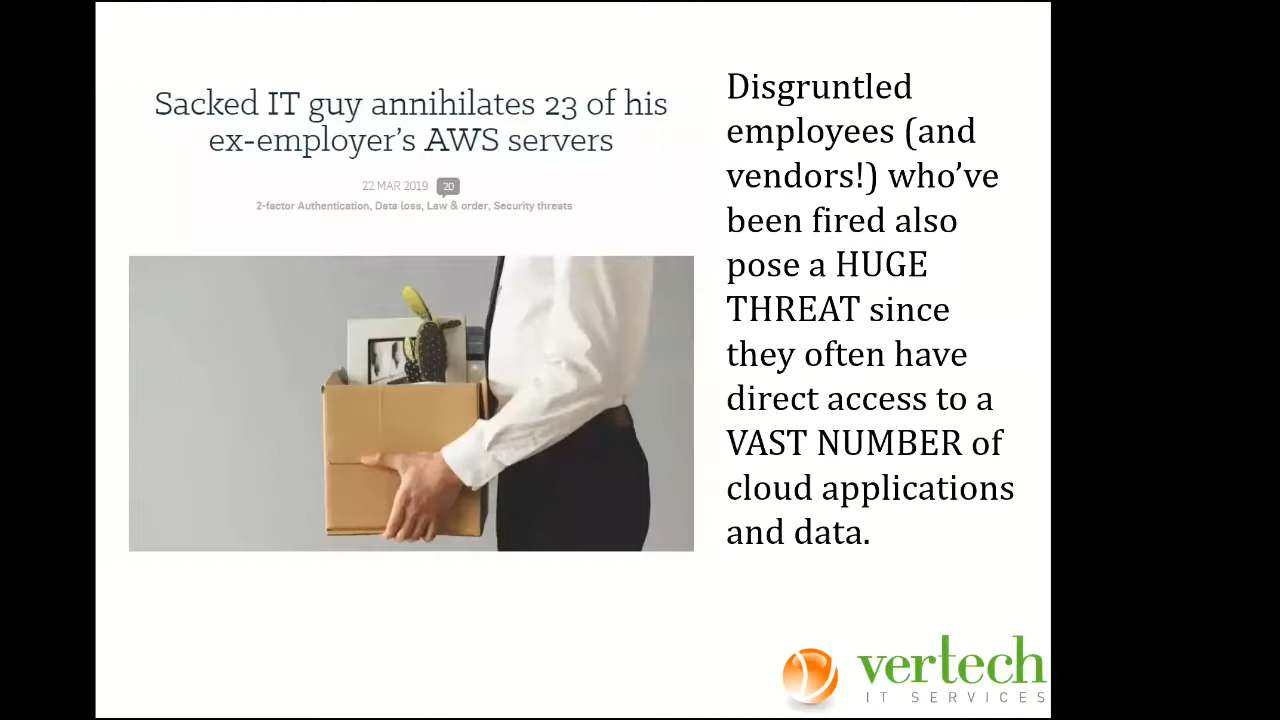 Sacked IT guy annihilates 23 of his
ex-employer's AWS servers
22 MAR 2019 20
2-factor Authentication, Data loss, Law & order, Security threats
Disgruntled
employees (and
vendors!) who've
been fired also
pose a HUGE
THREAT since
they often have
direct access to a
VAST NUMBER of
cloud applications
and data.
vertech
IT SERVICES